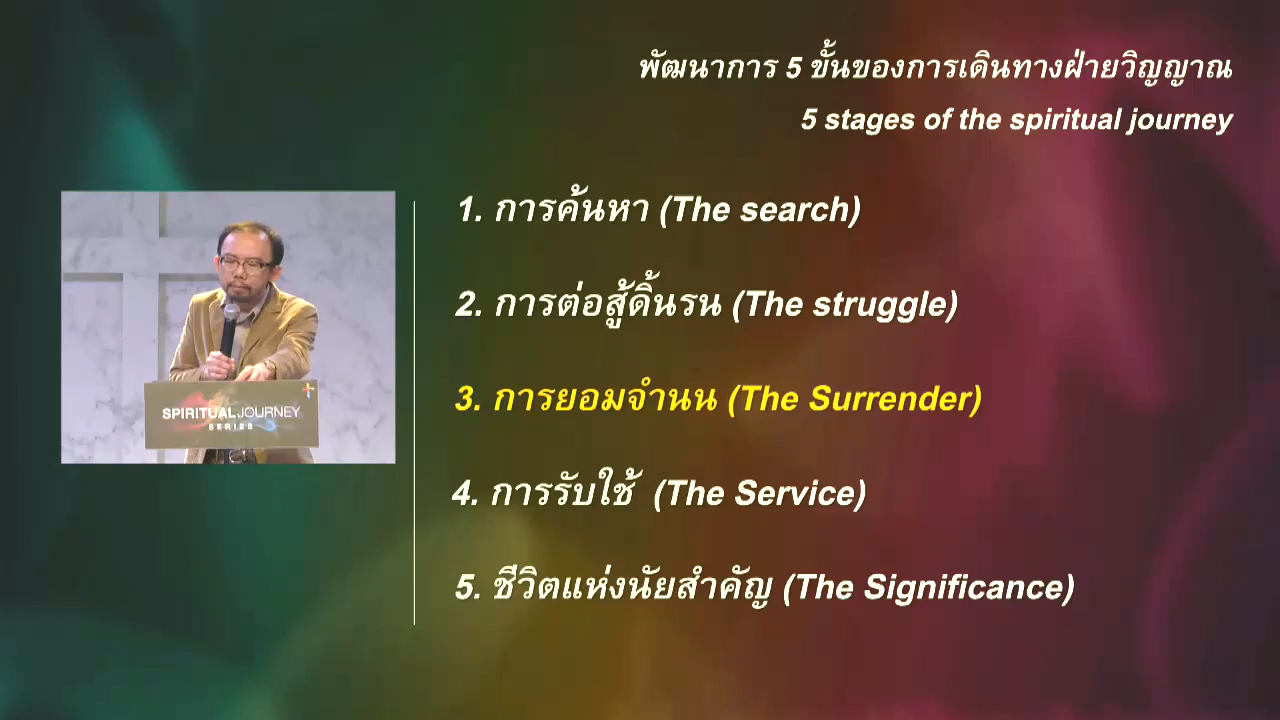 พัฒนาการ 5 ขั้นของการเดินทางฝ่ายวิญญาณ
5 stages of the spiritual journey
1. การค้นหา (The search)
2. การต่อสู้ดิ้นรน (The struggle)
3. การยอมจำนน (The Surrender)
4. การรับใช้ (The Service)
5. ชีวิตแห่งนัยสำคัญ (The Significance)
SPIRITUALJOURNEY
SERIES